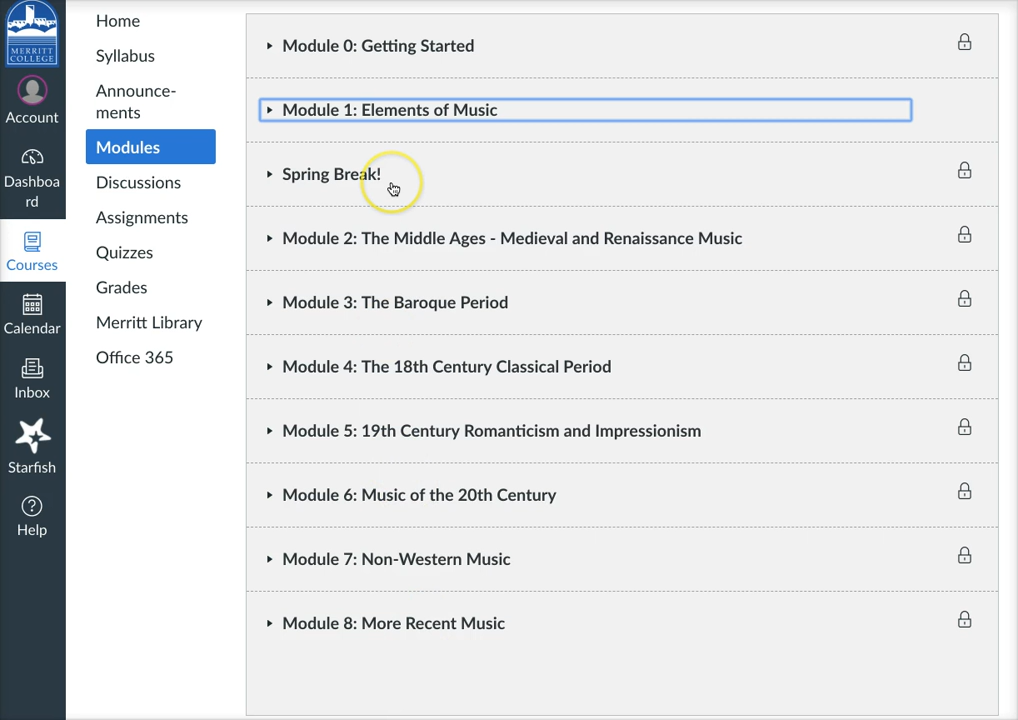 MERRITT
COLLEGE
Account
Dashboa
rd
Courses
Calendar
Inbox
Starfish
Help
Home
Syllabus
Announce-
ments
Modules
Discussions
Assignments
Quizzes
Grades
Merritt Library
Office 365
Module 0: Getting Started
Module 1: Elements of Music
Spring Break!
Module 2: The Middle Ages - Medieval and Renaissance Music
Module 3: The Baroque Period
Module 4: The 18th Century Classical Period
Module 5: 19th Century Romanticism and Impressionism
Module 6: Music of the 20th Century
Module 7: Non-Western Music
Module 8: More Recent Music